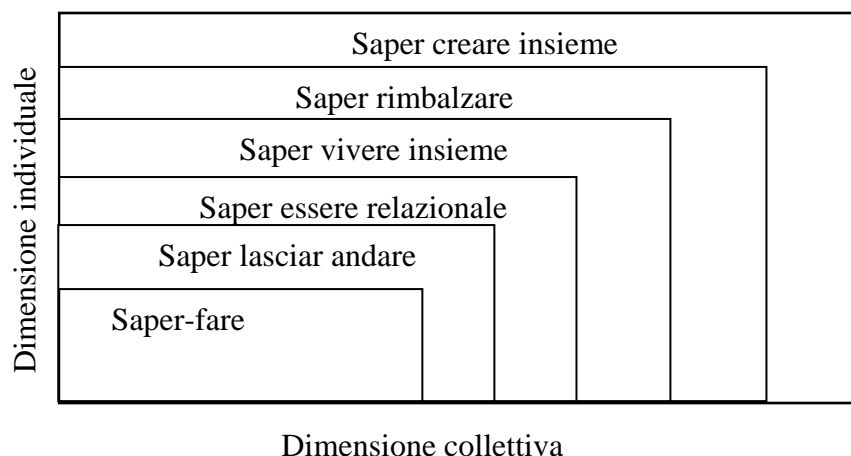 Saper creare insieme
Saper rimbalzare
Saper vivere insieme
Saper essere relazionale
Saper lasciar andare
Saper-fare
Dimensione individuale
Dimensione collettiva